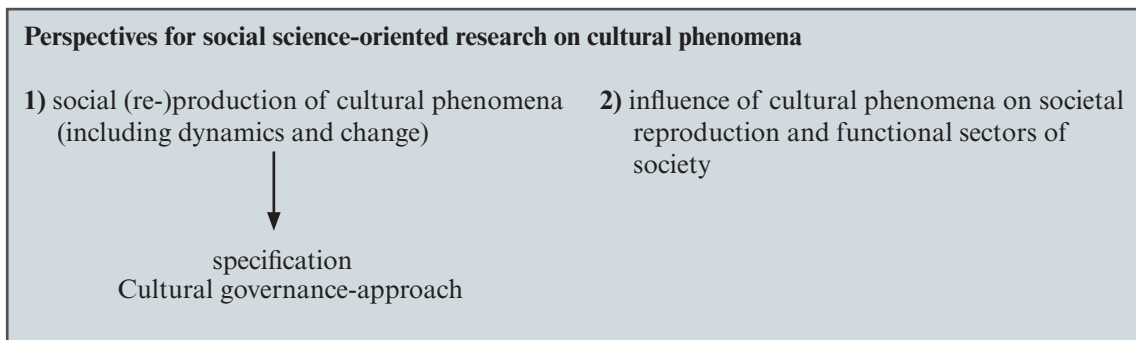 Perspectives for social science-oriented research on cultural phenomena
1) social (re-)production of cultural phenomena
(including dynamics and change)
2) influence of cultural phenomena on societal
reproduction and functional sectors of
society
specification
Cultural governance-approach